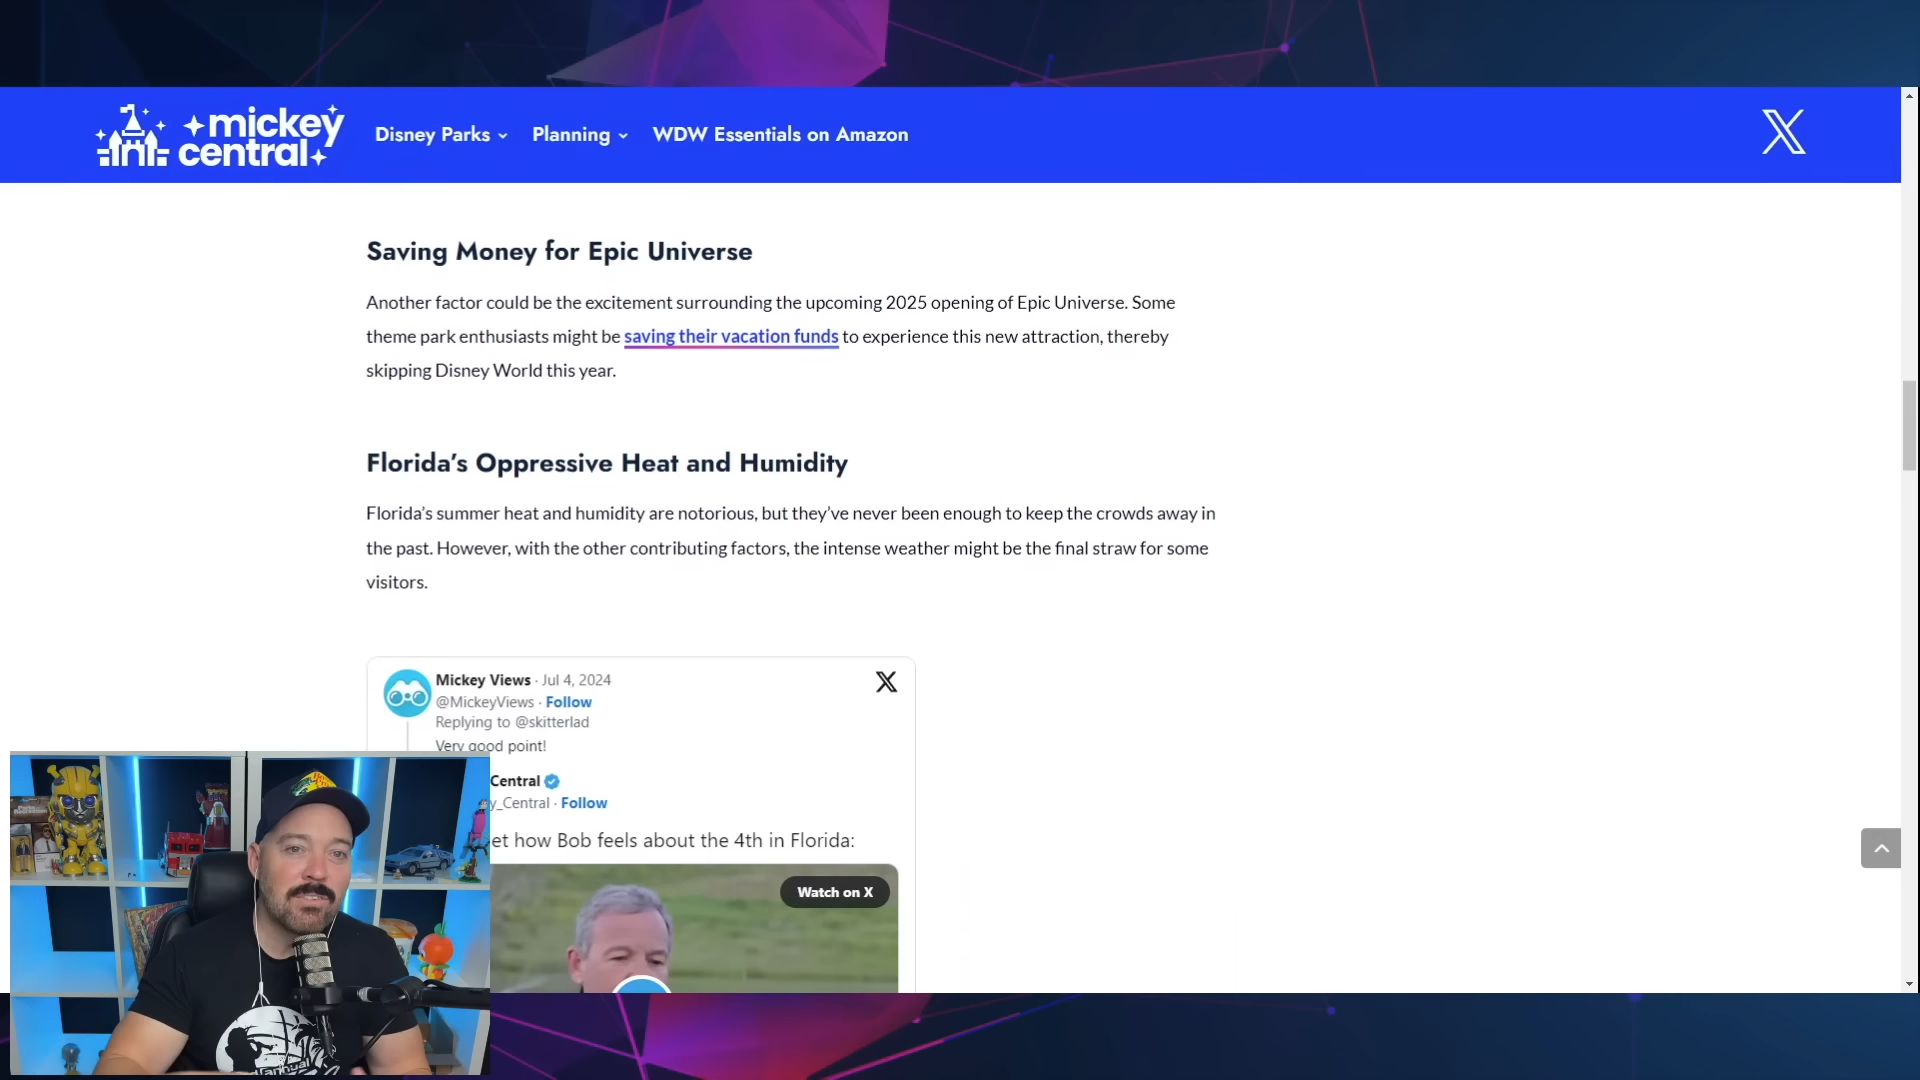 mickey
central
Disney Parks
Planning
WDW Essentials on Amazon
Saving Money for Epic Universe
Another factor could be the excitement surrounding the upcoming 2025 opening of Epic Universe. Some
theme park enthusiasts might be saving their vacation funds to experience this new attraction, thereby
skipping Disney World this year.
Florida’s Oppressive Heat and Humidity
Florida’s summer heat and humidity are notorious, but they’ve never been enough to keep the crowds away in
the past. However, with the other contributing factors, the intense weather might be the final straw for some
visitors.
Mickey Views · Jul 4, 2024
@MickeyViews · Follow
Replying to @skitterlad
Very good point!
Central
y_Central · Follow
et how Bob feels about the 4th in Florida:
Watch on X